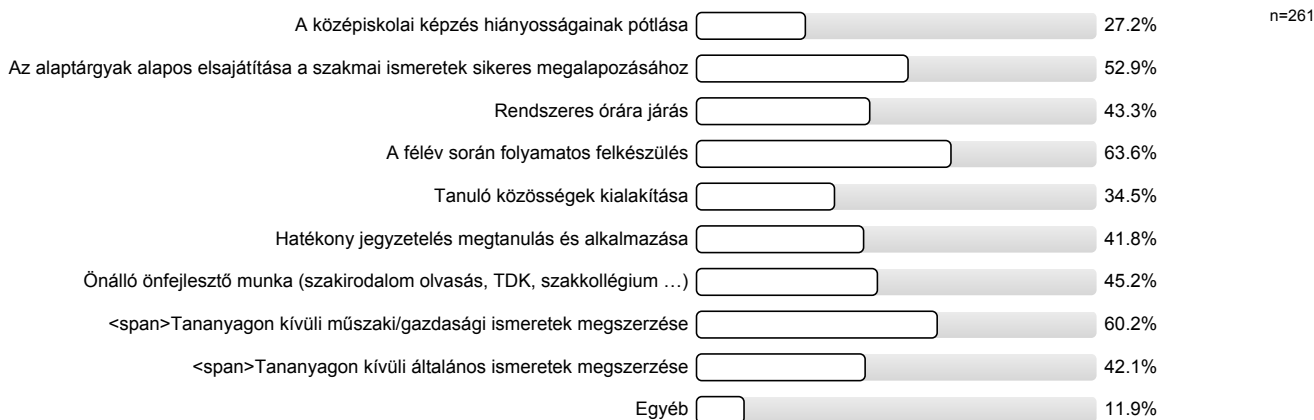 A középiskolai képzés hiányosságainak pótlása 27.2% n=261
Az alaptárgyak alapos elsajátítása a szakmai ismeretek sikeres megalapozásához 52.9%
Rendszeres órára járás 43.3%
A félév során folyamatos felkészülés 63.6%
Tanuló közösségek kialakítása 34.5%
Hatékony jegyzetelés megtanulás és alkalmazása 41.8%
Önálló önfejlesztő munka (szakirodalom olvasás, TDK, szakkollégium …) 45.2%
<span>Tananyagon kívüli műszaki/gazdasági ismeretek megszerzése 60.2%
<span>Tananyagon kívüli általános ismeretek megszerzése 42.1%
Egyéb 11.9%